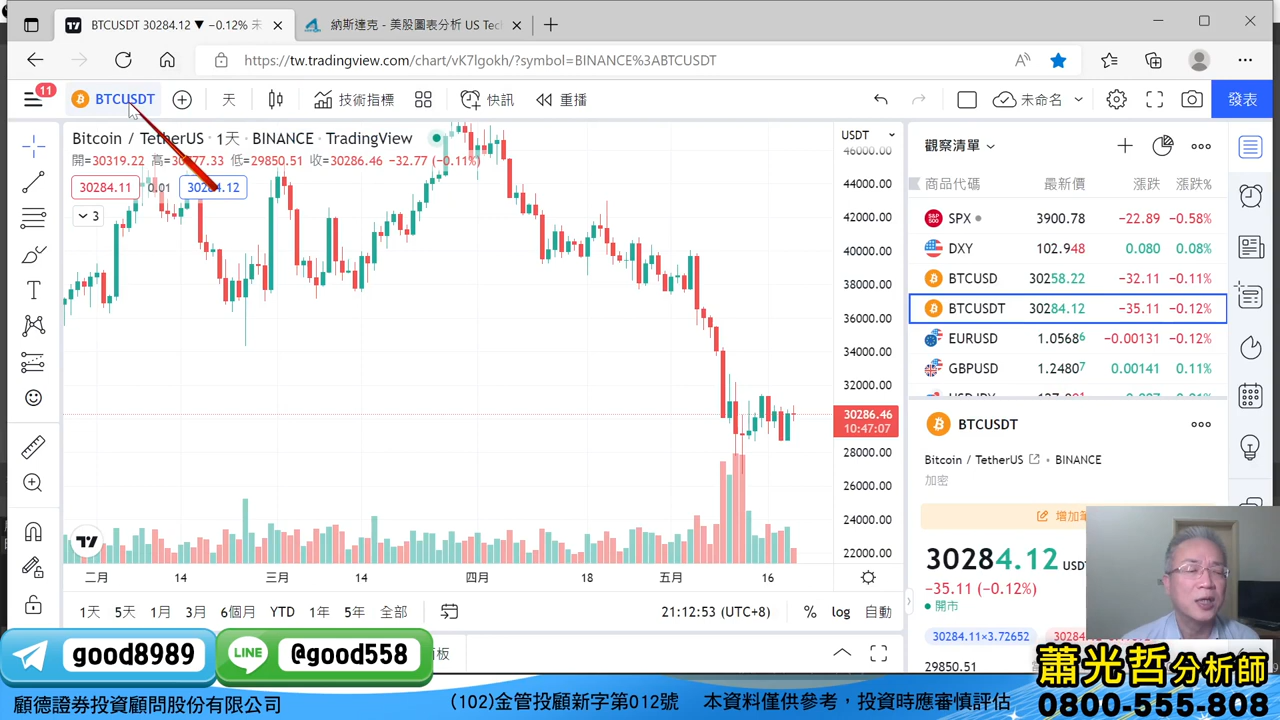 BTCUSDT 30284.12 ▼ −0.12% 未
納斯達克 - 美股圖表分析 US Tec
https://tw.tradingview.com/chart/vK7lgokh/?symbol=BINANCE%3ABTCUSDT
11
BTCUSDT
天
技術指標
快訊
重播
未命名
發表
Bitcoin / TetherUS · 1天 · BINANCE · TradingView
低=29850.51 收=30286.46 −32.77 (−0.11%)
開=30319.22
30284.11
0.01
3
USDT
46000.00
44000.00
42000.00
40000.00
38000.00
36000.00
34000.00
32000.00
30286.46
10:47:07
28000.00
26000.00
24000.00
22000.00
二月
14
三月
14
四月
18
五月
16
1天 5天 1月 3月 6個月 YTD 1年 5年 全部
21:12:53 (UTC+8)
% log 自動
觀察清單
商品代碼 最新價 漲跌 漲跌%
SPX 3900.78 −22.89 −0.58%
DXY 102.948 0.080 0.08%
BTCUSD 30258.22 −32.11 −0.11%
BTCUSDT 30284.12 −35.11 −0.12%
EURUSD 1.05686 −0.00131 −0.12%
GBPUSD 1.24807 0.00141 0.11%
BTCUSDT
Bitcoin / TetherUS • BINANCE
加密
30284.12
−35.11 (−0.12%)
開市
30284.11×3.72652
29850.51
good8989
LINE @good558
蕭光哲分析師
0800-555-808
顧德證券投資顧問股份有限公司
(102)金管投顧新字第012號 本資料僅供參考，投資時應審慎評估